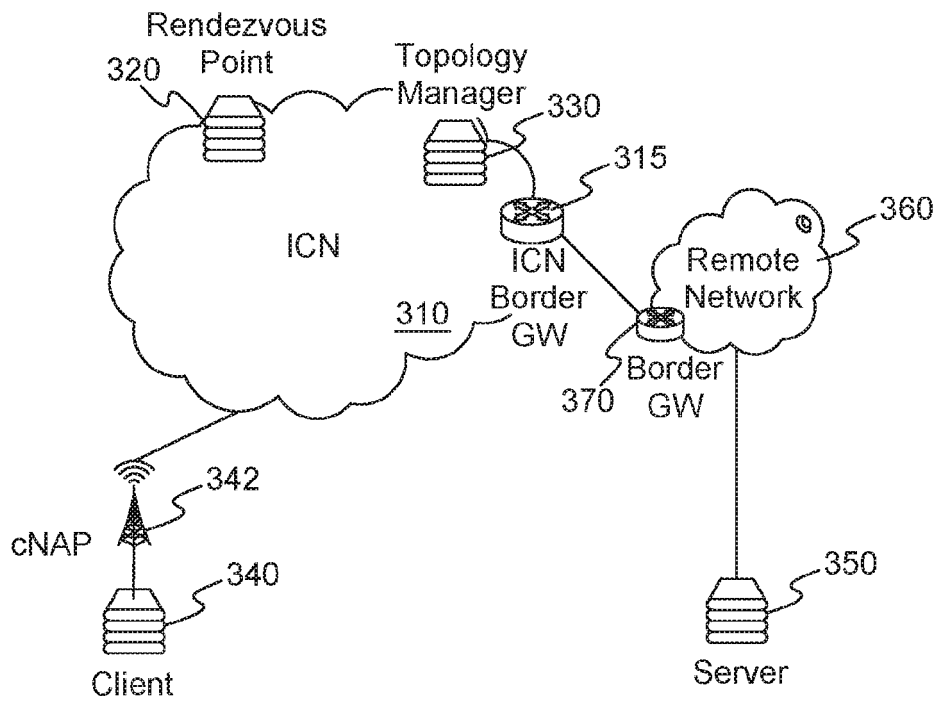 Rendezvous
Point
320
Topology
Manager
330
315
360
ICN
ICN
Border
GW
Remote
Network
310
370
Border
GW
342
cNAP
340
350
Client
Server